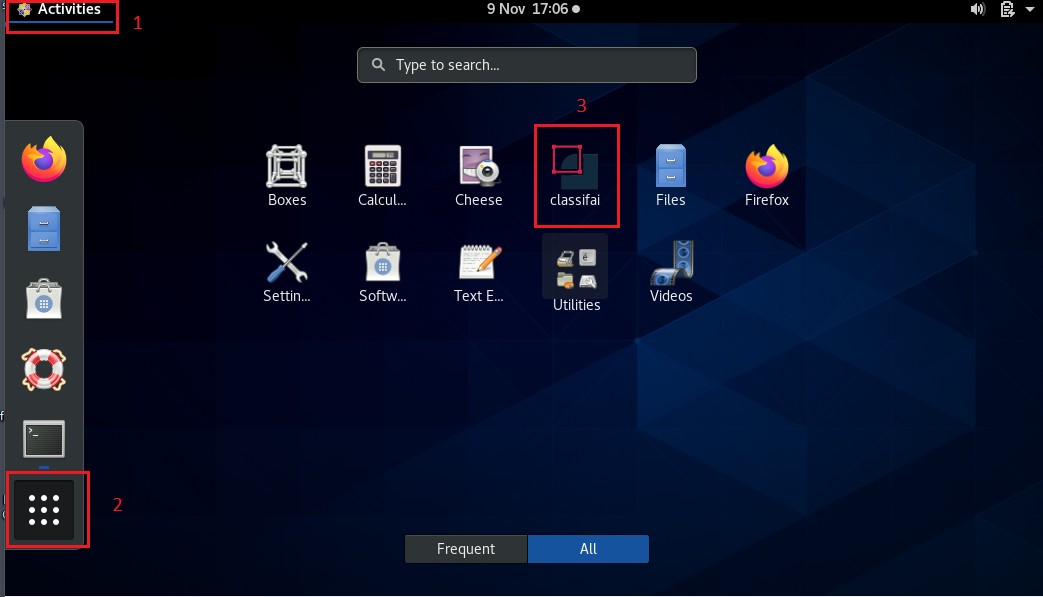 Activities
1
9 Nov 17:06
Type to search...
3
Boxes
Calcul...
Cheese
classifai
Files
Firefox
Settin...
Softw...
Text E...
Utilities
Videos
>_
2
Frequent
All